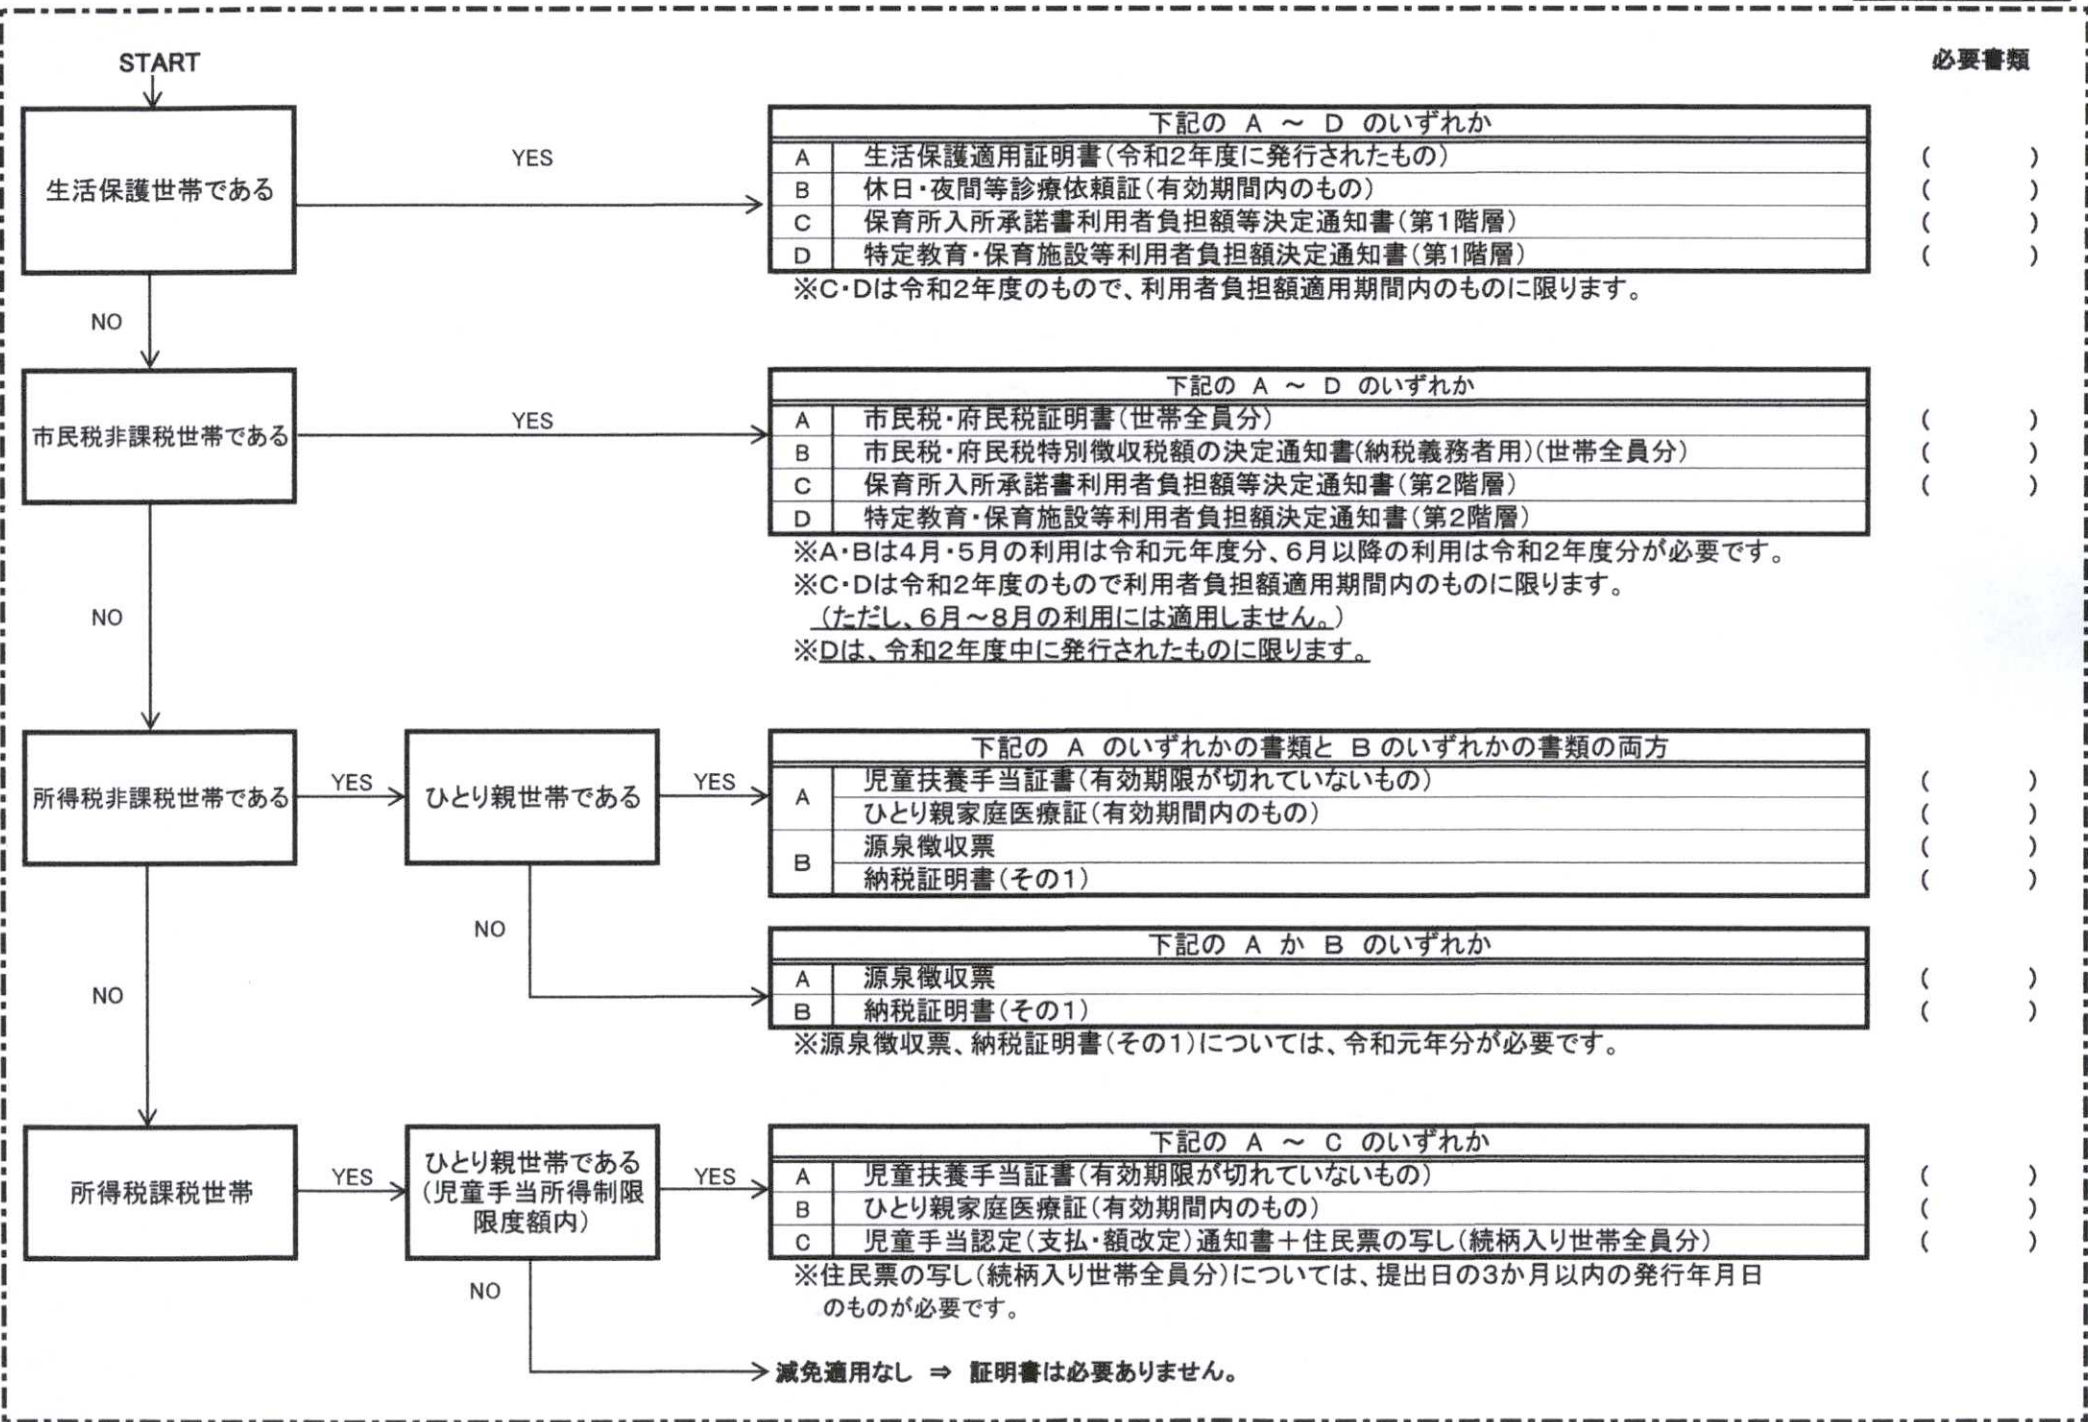 START
必要書類
生活保護世帯である
YES
下記の A ～ D のいずれか
A 生活保護適用証明書(令和2年度に発行されたもの) ( )
B 休日・夜間等診療依頼証(有効期間内のもの) ( )
C 保育所入所承諾書利用者負担額等決定通知書(第1階層) ( )
D 特定教育・保育施設等利用者負担額決定通知書(第1階層) ( )
※C・Dは令和2年度のもので、利用者負担額適用期間内のものに限ります。
NO
市民税非課税世帯である
YES
下記の A ～ D のいずれか
A 市民税・府民税証明書(世帯全員分) ( )
B 市民税・府民税特別徴収税額の決定通知書(納税義務者用)(世帯全員分) ( )
C 保育所入所承諾書利用者負担額等決定通知書(第2階層) ( )
D 特定教育・保育施設等利用者負担額決定通知書(第2階層)
※A・Bは4月・5月の利用は令和元年度分、6月以降の利用は令和2年度分が必要です。
※C・Dは令和2年度のもので利用者負担額適用期間内のものに限ります。
(ただし、6月～8月の利用には適用しません。)
※Dは、令和2年度中に発行されたものに限ります。
NO
所得税非課税世帯である
YES
ひとり親世帯である
YES
下記の A のいずれかの書類と B のいずれかの書類の両方
A 児童扶養手当証書(有効期限が切れていないもの) ( )
ひとり親家庭医療証(有効期間内のもの) ( )
B 源泉徴収票 ( )
納税証明書(その1) ( )
NO
下記の A か B のいずれか
A 源泉徴収票 ( )
B 納税証明書(その1) ( )
※源泉徴収票、納税証明書(その1)については、令和元年分が必要です。
NO
所得税課税世帯
YES
ひとり親世帯である
(児童手当所得制限
限度額内)
YES
下記の A ～ C のいずれか
A 児童扶養手当証書(有効期限が切れていないもの) ( )
B ひとり親家庭医療証(有効期間内のもの) ( )
C 児童手当認定(支払・額改定)通知書＋住民票の写し(続柄入り世帯全員分) ( )
※住民票の写し(続柄入り世帯全員分)については、提出日の3か月以内の発行年月日
のものが必要です。
NO
減免適用なし ⇒ 証明書は必要ありません。